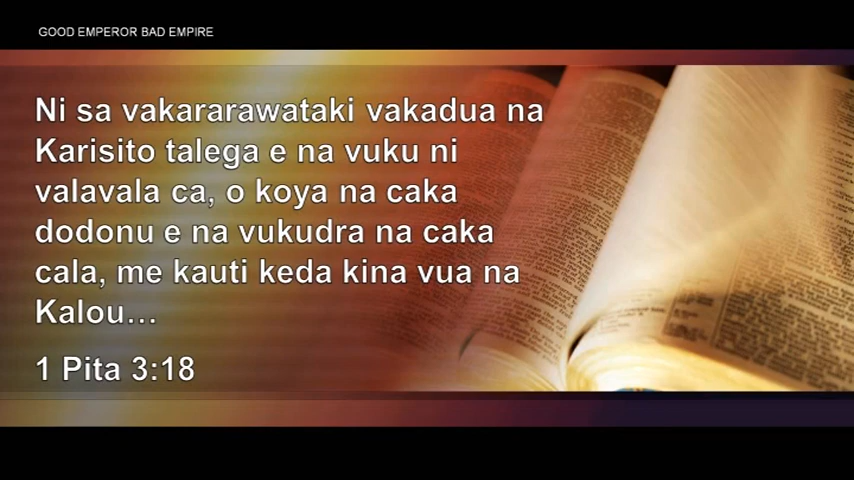 GOOD EMPEROR BAD EMPIRE
Ni sa vakararawataki vakadua na
Karisito talega e na vuku ni
valavala ca, o koya na caka
dodonu e na vukudra na caka
cala, me kauti keda kina vua na
Kalou…
1 Pita 3:18